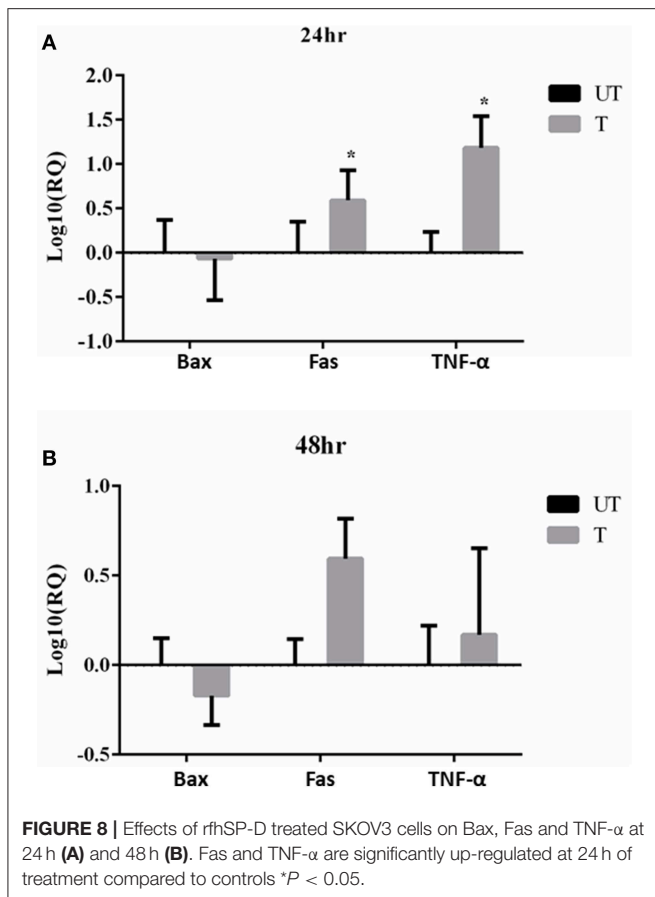 A
24hr
2.0
1.5
1.0
0.5
0.0
-0.5
-1.0
Log10(RQ)
* *
UT
T
Bax Fas TNF-α
B
48hr
1.0
0.5
0.0
-0.5
Log10(RQ)
UT
T
Bax Fas TNF-α
FIGURE 8 | Effects of rfhSP-D treated SKOV3 cells on Bax, Fas and TNF-α at
24 h (A) and 48 h (B). Fas and TNF-α are significantly up-regulated at 24 h of
treatment compared to controls *P < 0.05.